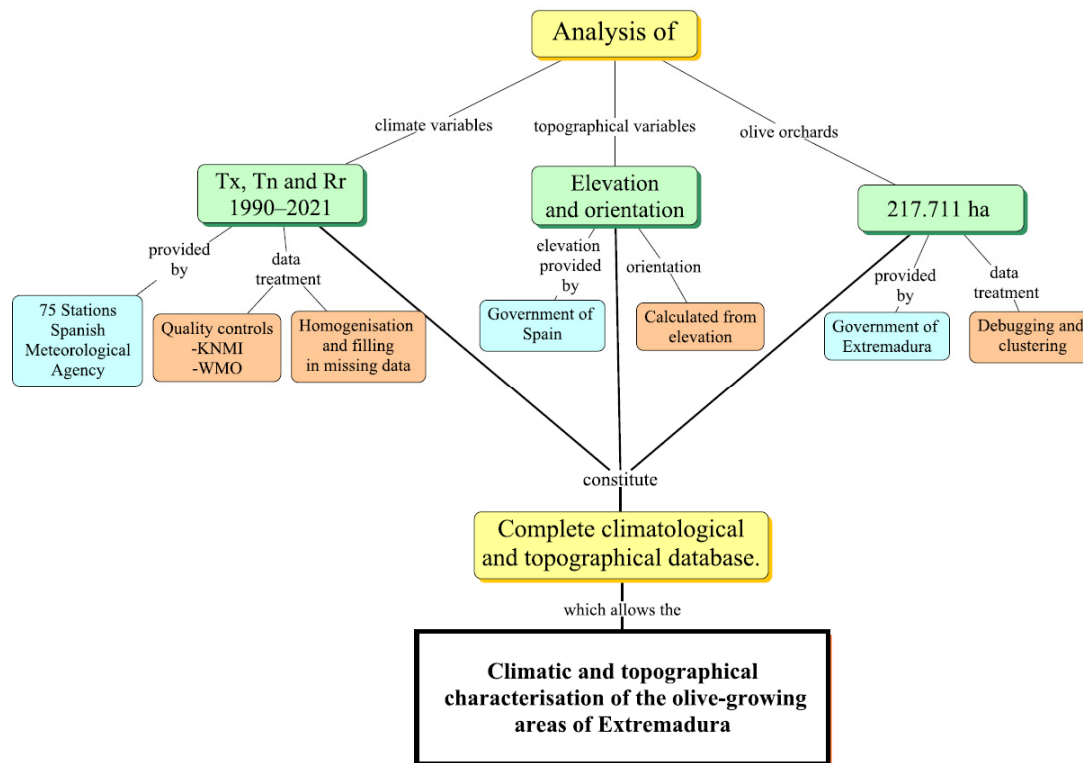 Analysis of
climate variables
topographical variables
olive orchards
Tx, Tn and Rr
1990–2021
Elevation
and orientation
217.711 ha
provided
by
data
treatment
elevation
provided
by
orientation
provided
by
data
treatment
75 Stations
Spanish
Meteorological
Agency
Quality controls
-KNMI
-WMO
Homogenisation
and filling
in missing data
Government of
Spain
Calculated from
elevation
Government of
Extremadura
Debugging and
clustering
constitute
Complete climatological
and topographical database.
which allows the
Climatic and topographical
characterisation of the olive-growing
areas of Extremadura